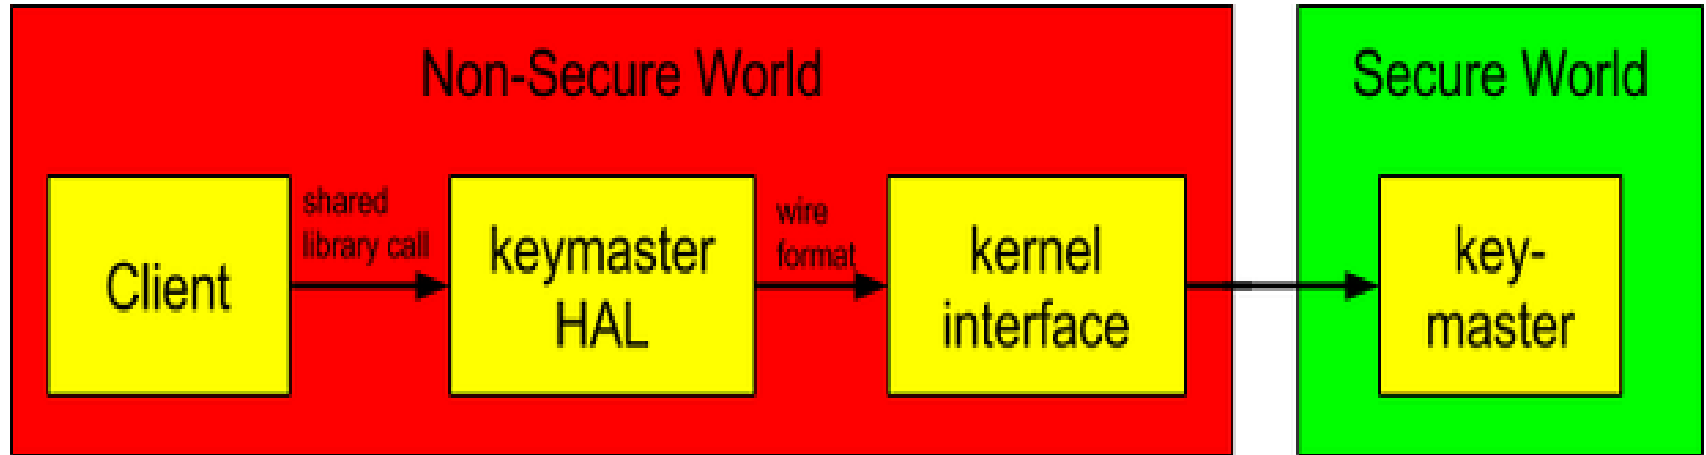 Non-Secure World
Secure World
Client
shared
library call
keymaster
HAL
wire
format
kernel
interface
key-
master